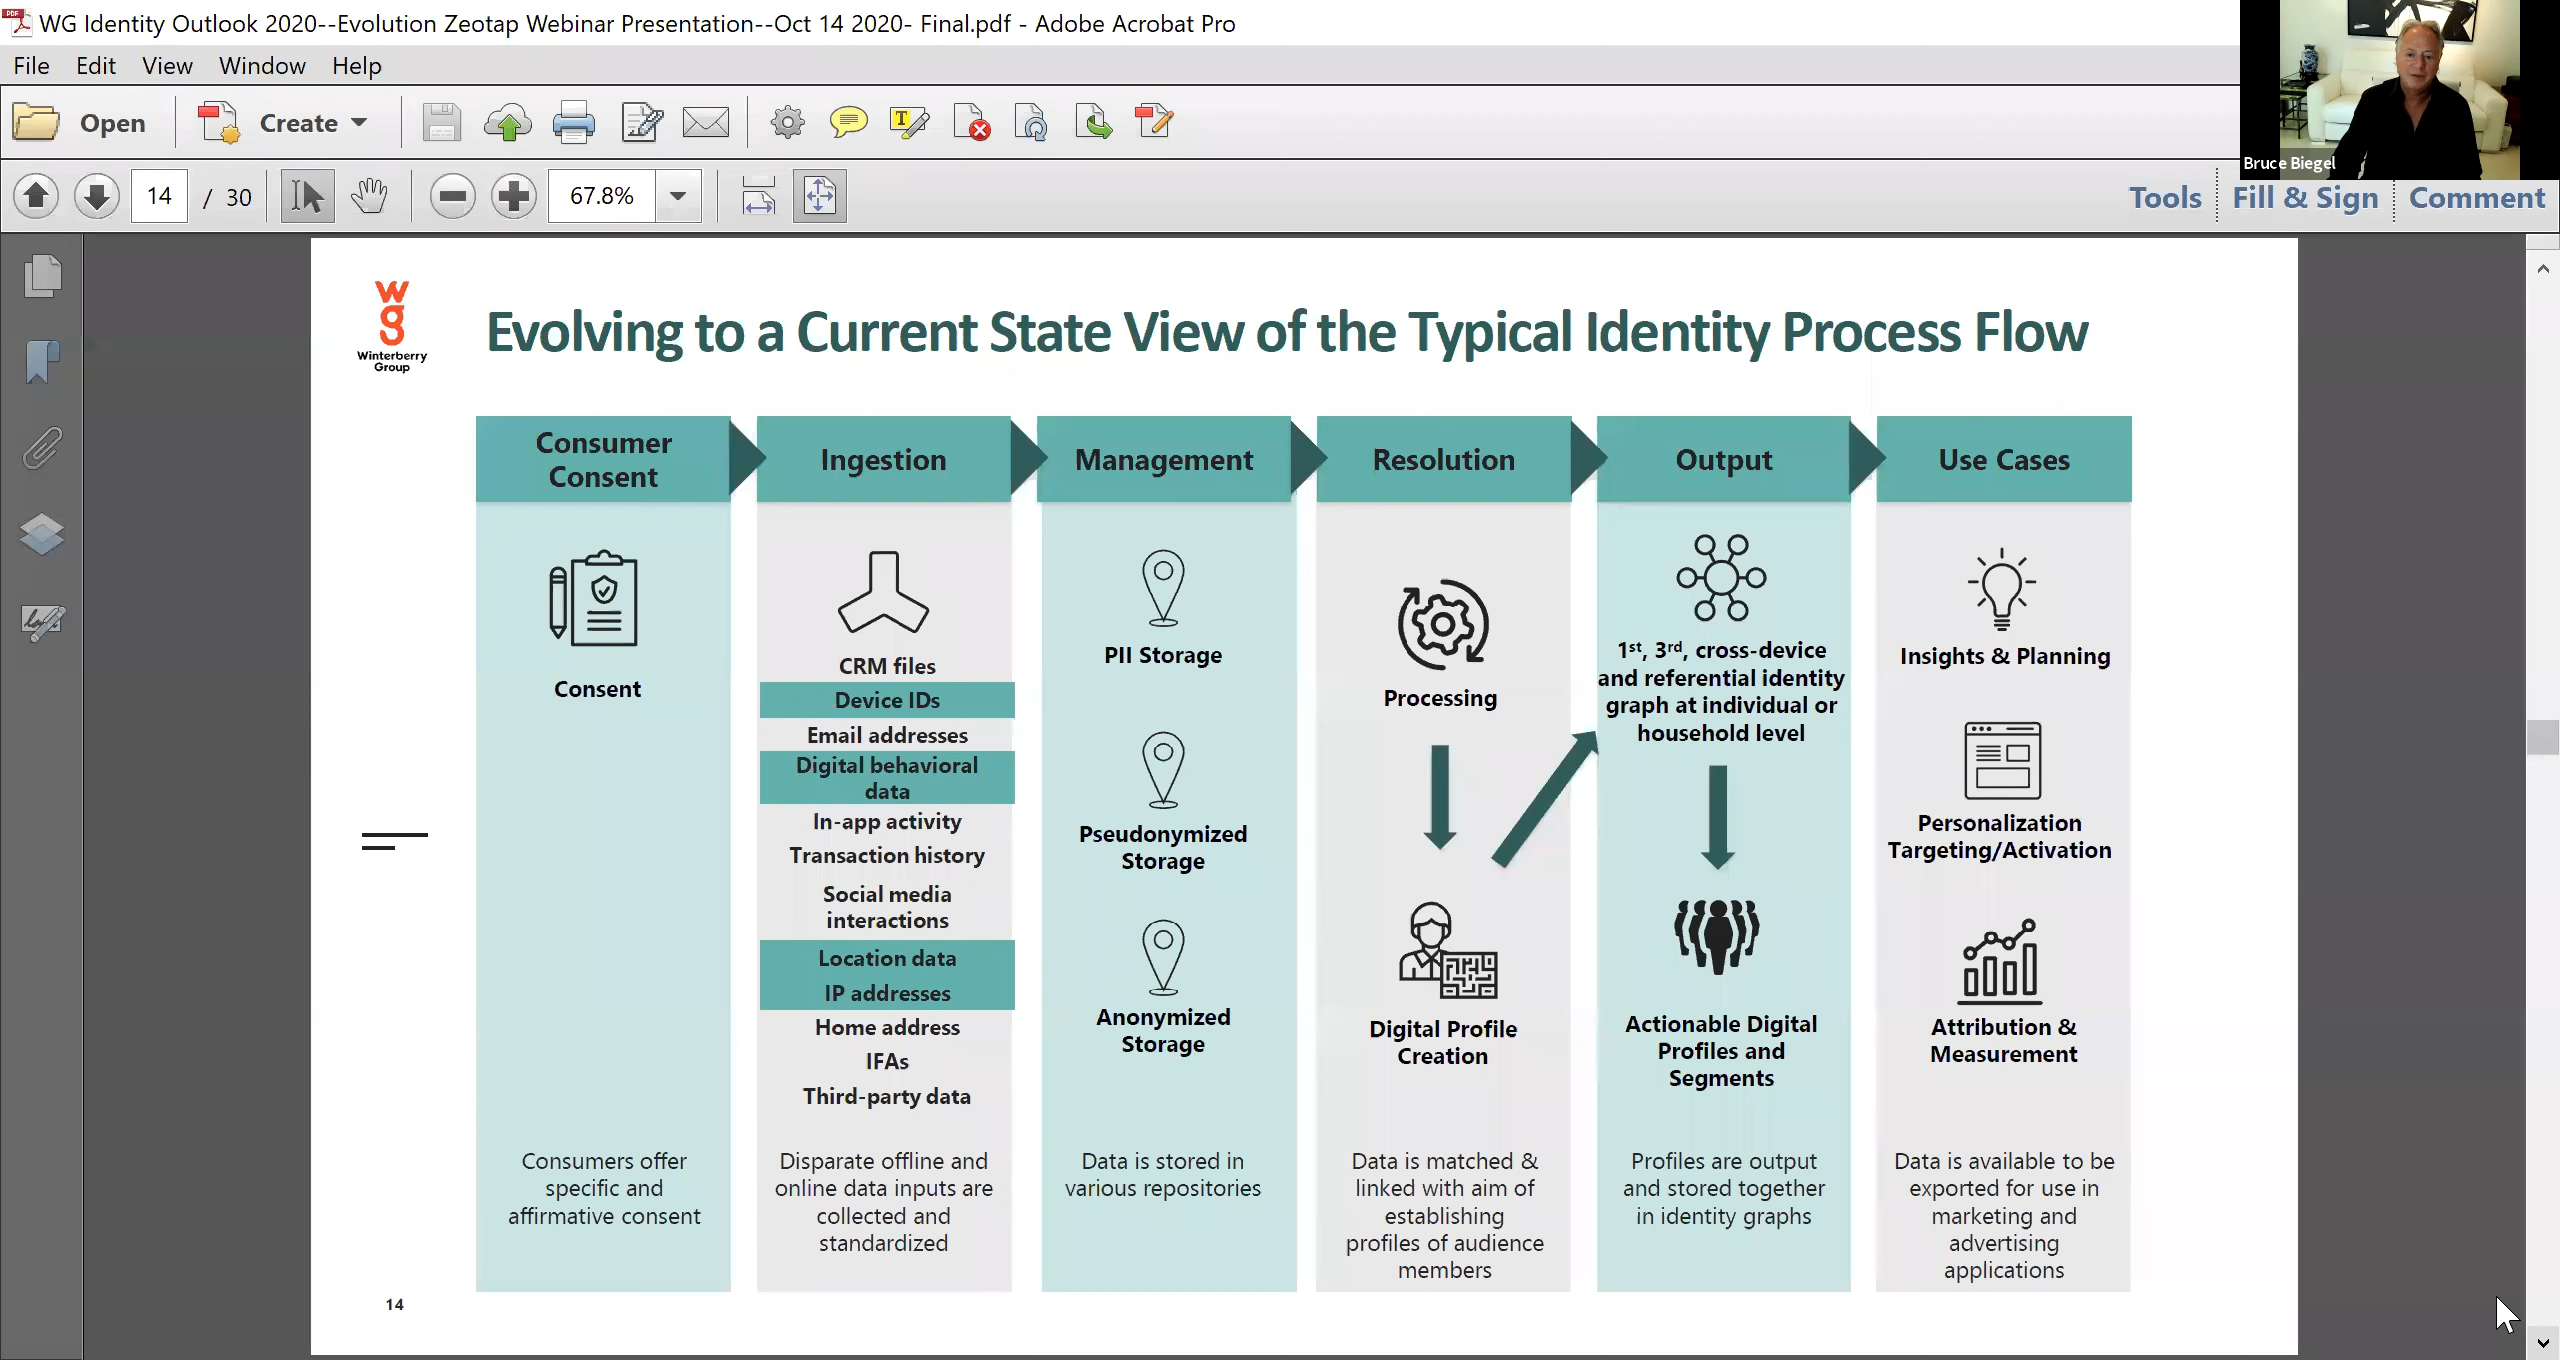 WG Identity Outlook 2020--Evolution Zeotap Webinar Presentation--Oct 14 2020- Final.pdf - Adobe Acrobat Pro
File Edit View Window Help
Open Create
14 / 30 67.8%
Tools Fill & Sign Comment
Bruce Biegel
wg
Winterberry
Group
Evolving to a Current State View of the Typical Identity Process Flow
Consumer
Consent
Consent
Consumers offer
specific and
affirmative consent
Ingestion
CRM files
Device IDs
Email addresses
Digital behavioral
data
In-app activity
Transaction history
Social media
interactions
Location data
IP addresses
Home address
IFAs
Third-party data
Disparate offline and
online data inputs are
collected and
standardized
Management
PII Storage
Pseudonymized
Storage
Anonymized
Storage
Data is stored in
various repositories
Resolution
Processing
Digital Profile
Creation
Data is matched &
linked with aim of
establishing
profiles of audience
members
Output
1st, 3rd, cross-device
and referential identity
graph at individual or
household level
Actionable Digital
Profiles and
Segments
Profiles are output
and stored together
in identity graphs
Use Cases
Insights & Planning
Personalization
Targeting/Activation
Attribution &
Measurement
Data is available to be
exported for use in
marketing and
advertising
applications
14